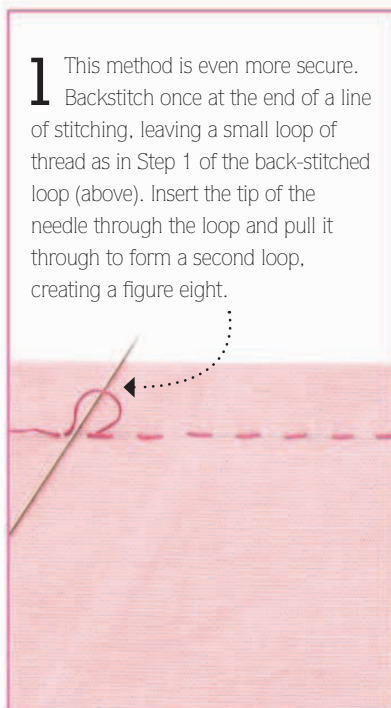 1 This method is even more secure.
Backstitch once at the end of a line
of stitching, leaving a small loop of
thread as in Step 1 of the back-stitched
loop (above). Insert the tip of the
needle through the loop and pull it
through to form a second loop,
creating a figure eight.